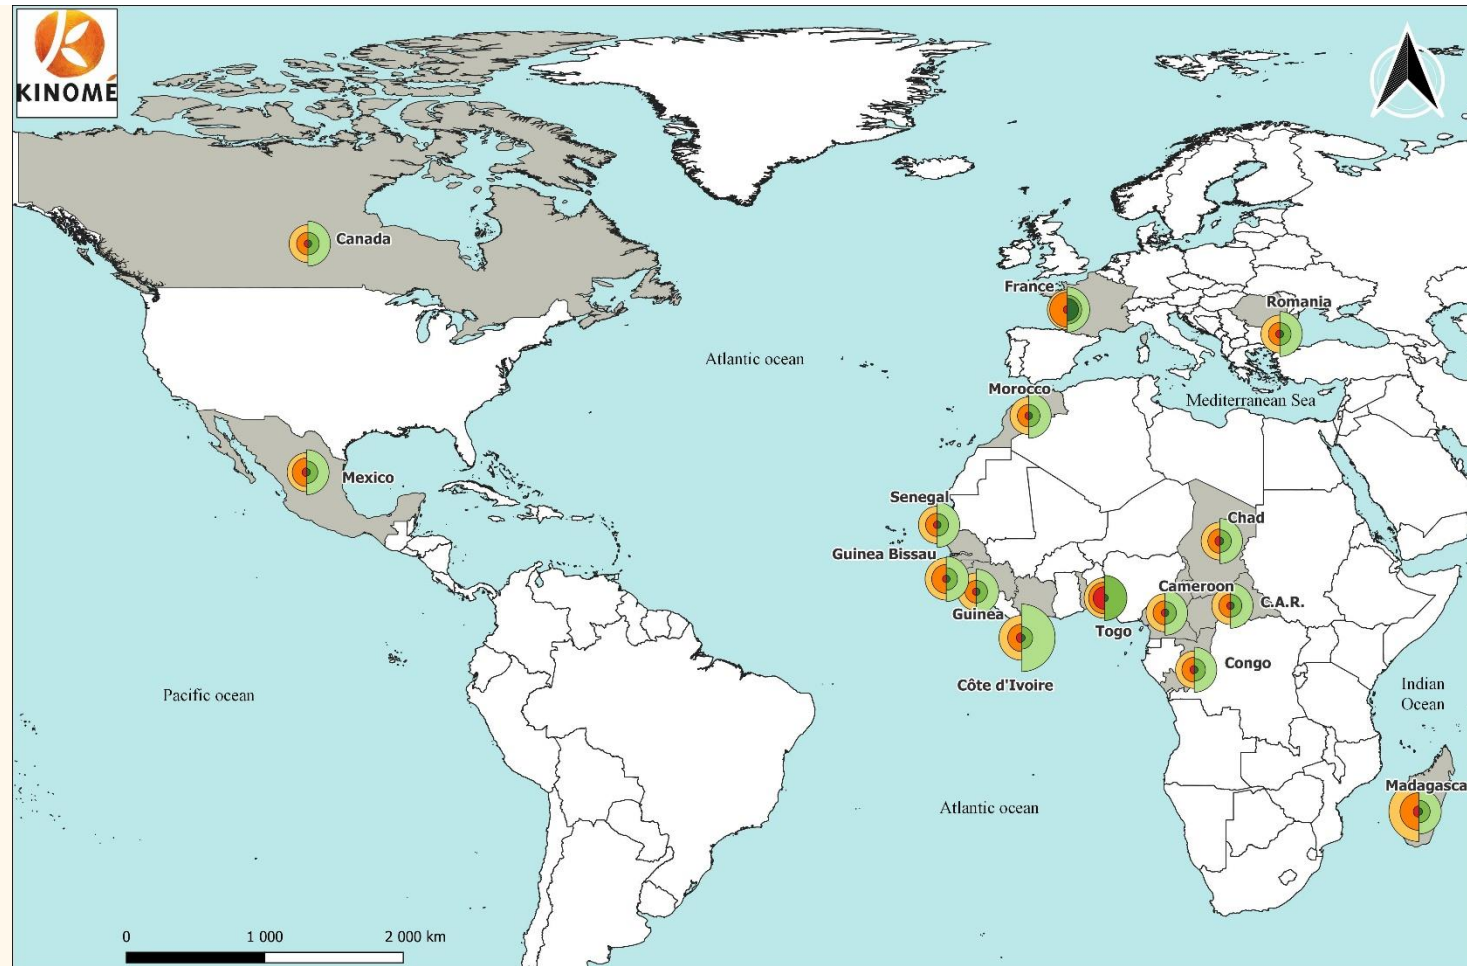 KINOMÉ
Canada
France
Romania
Atlantic ocean
Morocco
Mediterranean Sea
Mexico
Senegal
Chad
Guinea Bissau
Cameroon
C.A.R.
Guinea
Togo
Côte d'Ivoire
Congo
Pacific ocean
Indian
Ocean
Madagasca
Atlantic ocean
0 1 000 2 000 km